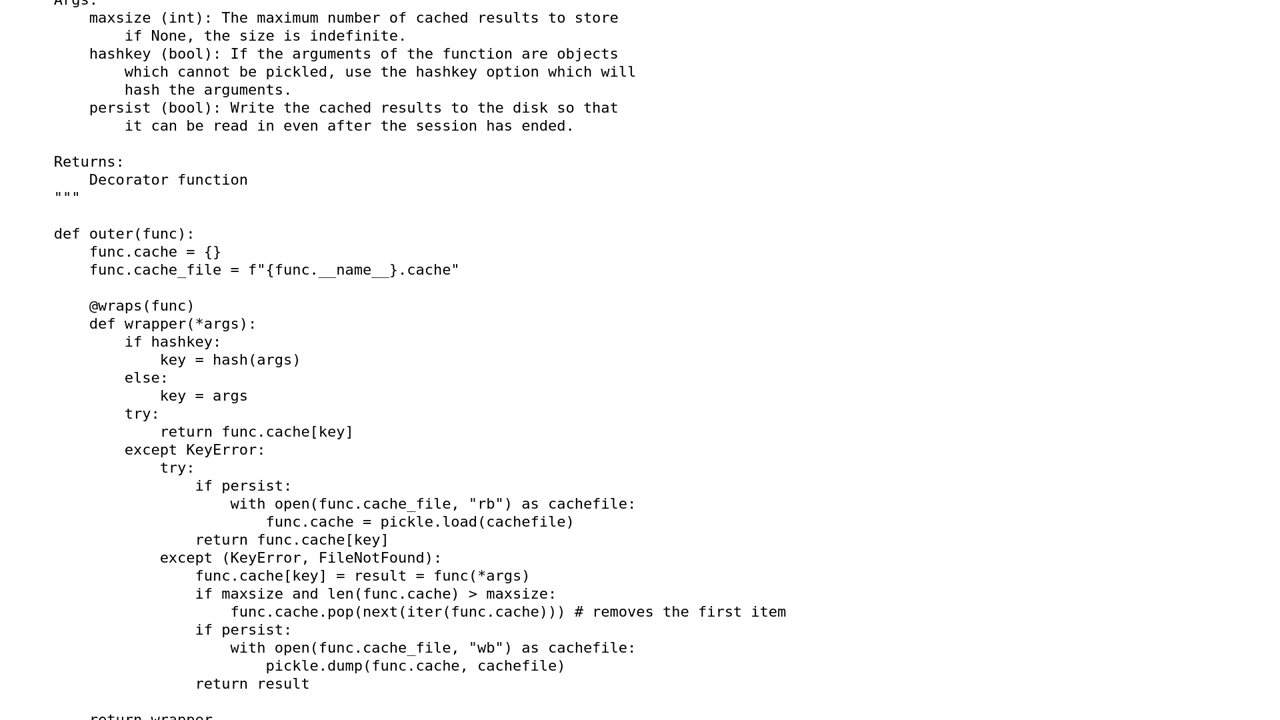 Args:
    maxsize (int): The maximum number of cached results to store
        if None, the size is indefinite.
    hashkey (bool): If the arguments of the function are objects
        which cannot be pickled, use the hashkey option which will
        hash the arguments.
    persist (bool): Write the cached results to the disk so that
        it can be read in even after the session has ended.

Returns:
    Decorator function
"""

def outer(func):
    func.cache = {}
    func.cache_file = f"{func.__name__}.cache"

    @wraps(func)
    def wrapper(*args):
        if hashkey:
            key = hash(args)
        else:
            key = args
        try:
            return func.cache[key]
        except KeyError:
            try:
                if persist:
                    with open(func.cache_file, "rb") as cachefile:
                        func.cache = pickle.load(cachefile)
                return func.cache[key]
            except (KeyError, FileNotFound):
                func.cache[key] = result = func(*args)
                if maxsize and len(func.cache) > maxsize:
                    func.cache.pop(next(iter(func.cache))) # removes the first item
                if persist:
                    with open(func.cache_file, "wb") as cachefile:
                        pickle.dump(func.cache, cachefile)
                return result

    return wrapper